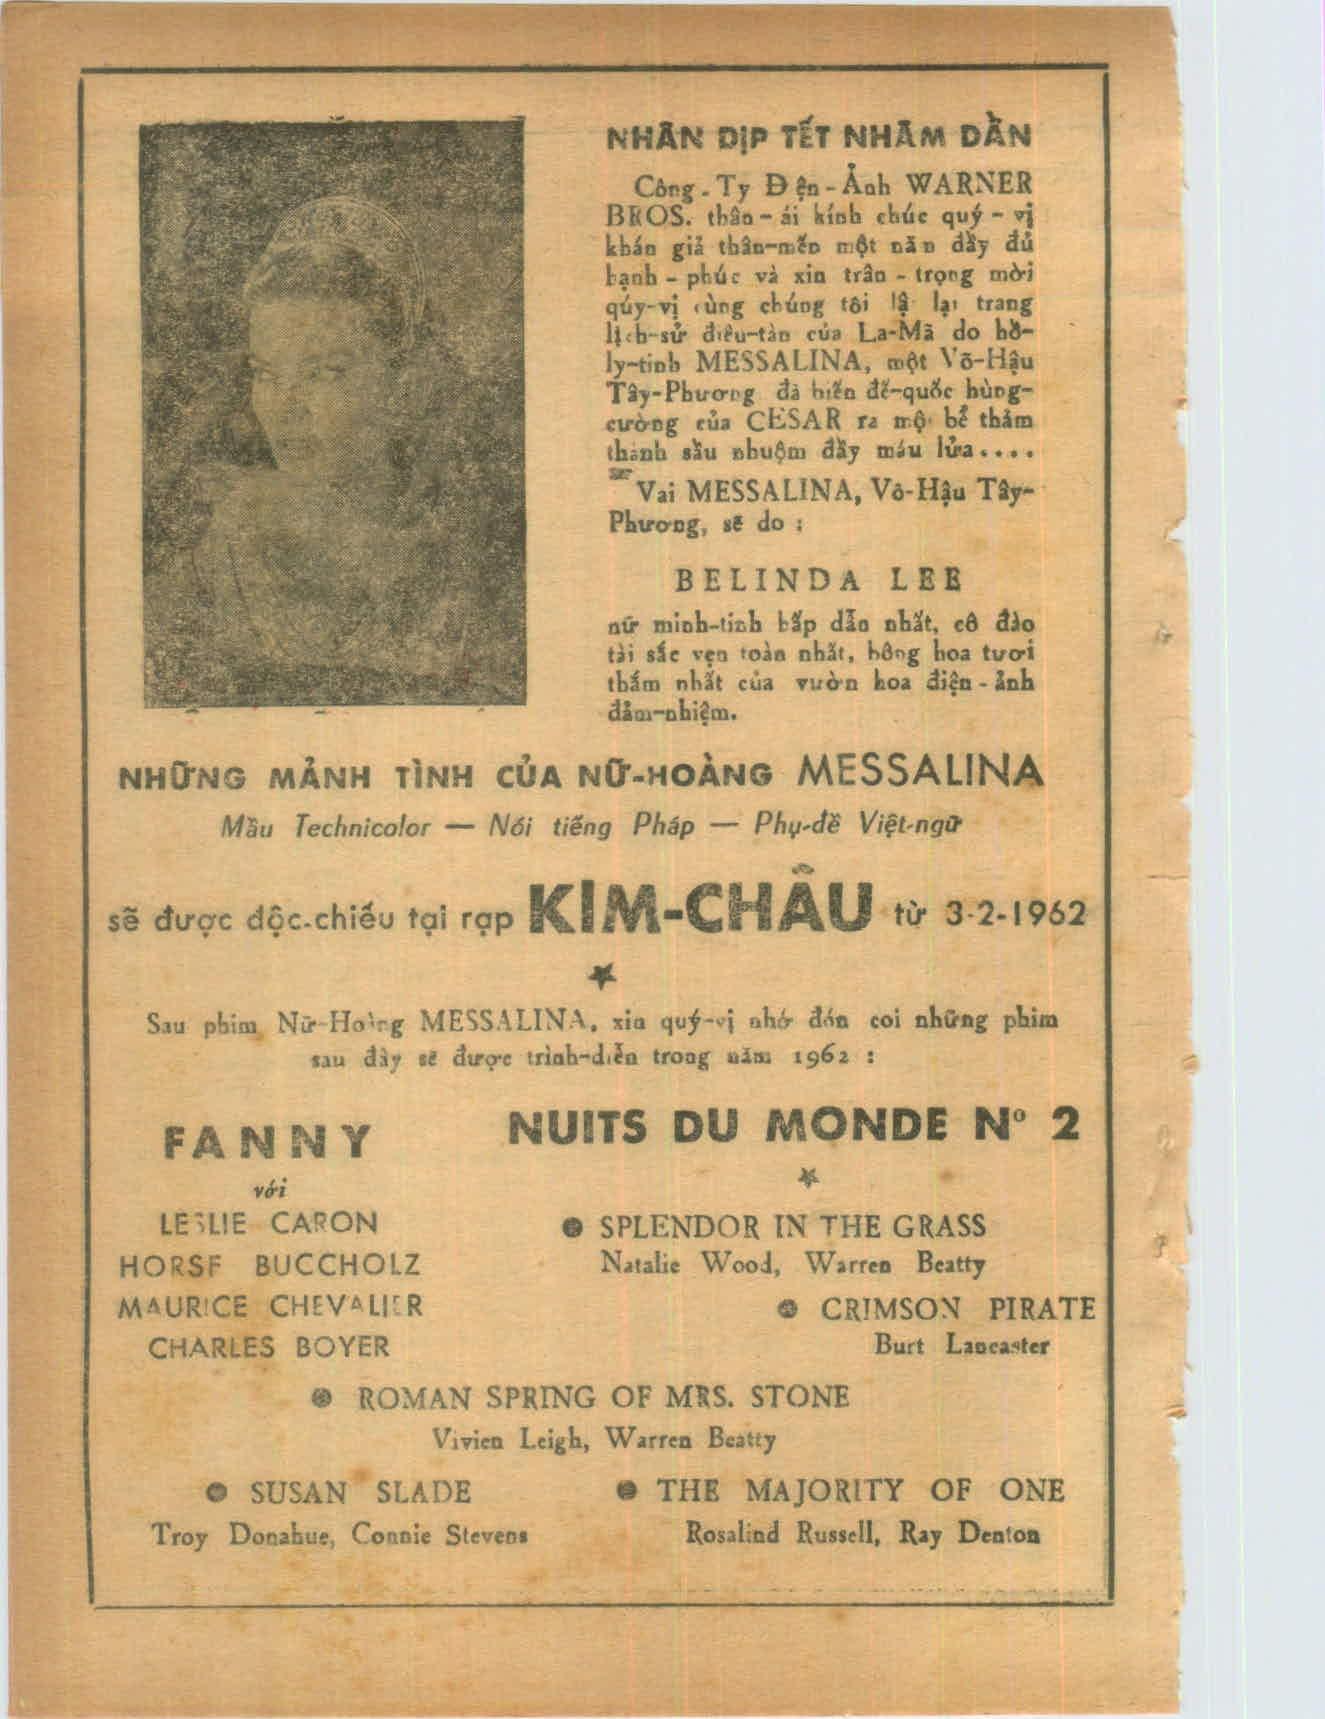 NHÂN DỊP TẾT NHÂM DẦN
Công-Ty Điện-Ảnh WARNER
BROS. thân-ái kính chúc quý-vị
khán giả thân-mến một năm đầy đủ
hạnh-phúc và xin trân-trọng mời
qúy-vị cùng chúng tôi lật lại trang
lịch-sử điêu-tàn của La-Mã do hồ-
ly-tinh MESSALINA, một Võ-Hậu
Tây-Phương đã biến đế-quốc hùng-
cường của CESAR ra một bể thảm
thành sầu nhuộm đầy máu lửa....
Vai MESSALINA, Võ-Hậu Tây-
Phương, sẽ do :
BELINDA LEE
nữ minh-tinh hấp dẫn nhất, cô đào
tài sắc vẹn toàn nhất, bông hoa tươi
thắm nhất của vườn hoa điện-ảnh
đảm-nhiệm.
NHỮNG MẢNH TÌNH CỦA NỮ-HOÀNG MESSALINA
Mầu Technicolor — Nói tiếng Pháp — Phụ-đề Việt-ngữ
sẽ được độc-chiếu tại rạp KIM-CHÂU từ 3-2-1962
Sau phim Nữ-Hoàng MESSALINA, xin quý-vị nhớ đón coi những phim
sau đây sẽ được trình-diễn trong năm 1962 :
FANNY
với
LESLIE CARON
HORSF BUCCHOLZ
MAURICE CHEVALIER
CHARLES BOYER
NUITS DU MONDE Nº 2
● SPLENDOR IN THE GRASS
Natalie Wood, Warren Beatty
● CRIMSON PIRATE
Burt Lancaster
● ROMAN SPRING OF MRS. STONE
Vivien Leigh, Warren Beatty
● SUSAN SLADE
Troy Donahue, Connie Stevens
● THE MAJORITY OF ONE
Rosalind Russell, Ray Denton